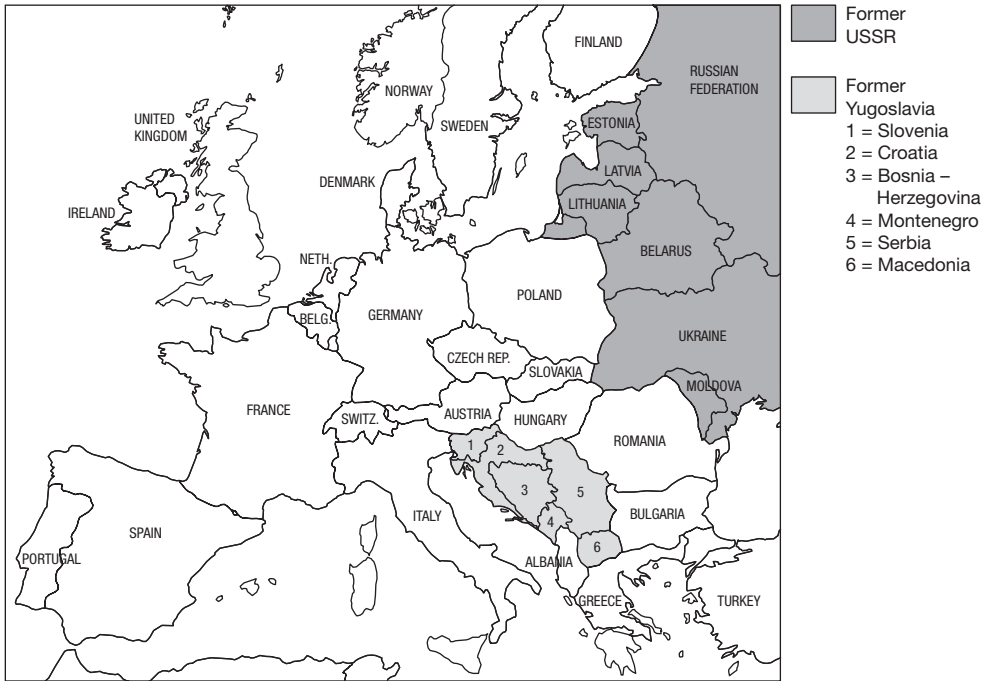 FINLAND
RUSSIAN
FEDERATION
NORWAY
UNITED
KINGDOM
SWEDEN
ESTONIA
LATVIA
DENMARK
LITHUANIA
IRELAND
BELARUS
NETH.
POLAND
BELG.
GERMANY
UKRAINE
CZECH REP.
SLOVAKIA
MOLDOVA
FRANCE
SWITZ.
AUSTRIA
HUNGARY
ROMANIA
1
2
3
5
4
6
ITALY
BULGARIA
SPAIN
PORTUGAL
ALBANIA
GREECE
TURKEY
Former
USSR
Former
Yugoslavia
1 = Slovenia
2 = Croatia
3 = Bosnia –
Herzegovina
4 = Montenegro
5 = Serbia
6 = Macedonia